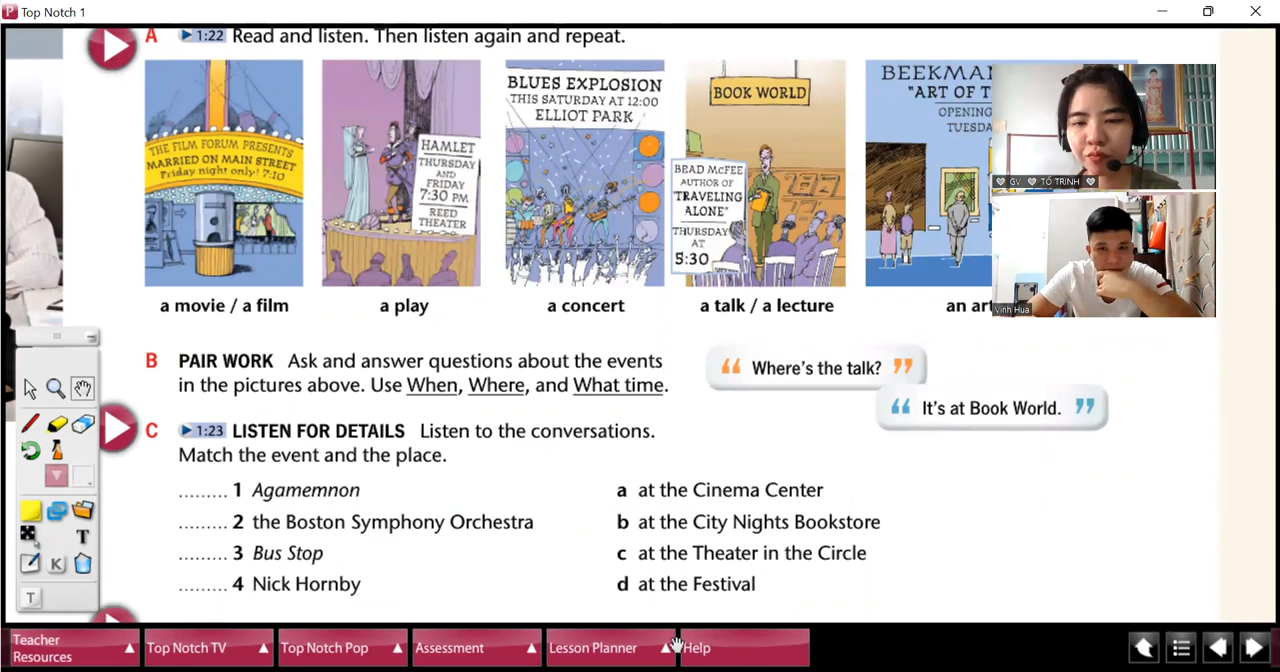 Top Notch 1
A 1:22 Read and listen. Then listen again and repeat.
THE FILM FORUM PRESENTS
MARRIED ON MAIN STREET
Friday night only! 7:10
HAMLET
THURSDAY
AND
FRIDAY
7:30 PM
REED
THEATER
BLUES EXPLOSION
THIS SATURDAY AT 12:00
ELLIOT PARK
BOOK WORLD
BRAD McFEE
AUTHOR OF
"TRAVELING
ALONE"
THURSDAY
AT
5:30
BEEKMAN
"ART OF T
OPENING
TUESDA
GV TỐ TRINH
Vinh Hua
a movie / a film
a play
a concert
a talk / a lecture
an art
B PAIR WORK Ask and answer questions about the events
in the pictures above. Use When, Where, and What time.
“ Where's the talk? ”
“ It's at Book World. ”
C 1:23 LISTEN FOR DETAILS Listen to the conversations.
Match the event and the place.
......... 1 Agamemnon
a at the Cinema Center
......... 2 the Boston Symphony Orchestra
b at the City Nights Bookstore
......... 3 Bus Stop
c at the Theater in the Circle
......... 4 Nick Hornby
d at the Festival
T
K
T
Teacher
Resources
Top Notch TV
Top Notch Pop
Assessment
Lesson Planner
Help